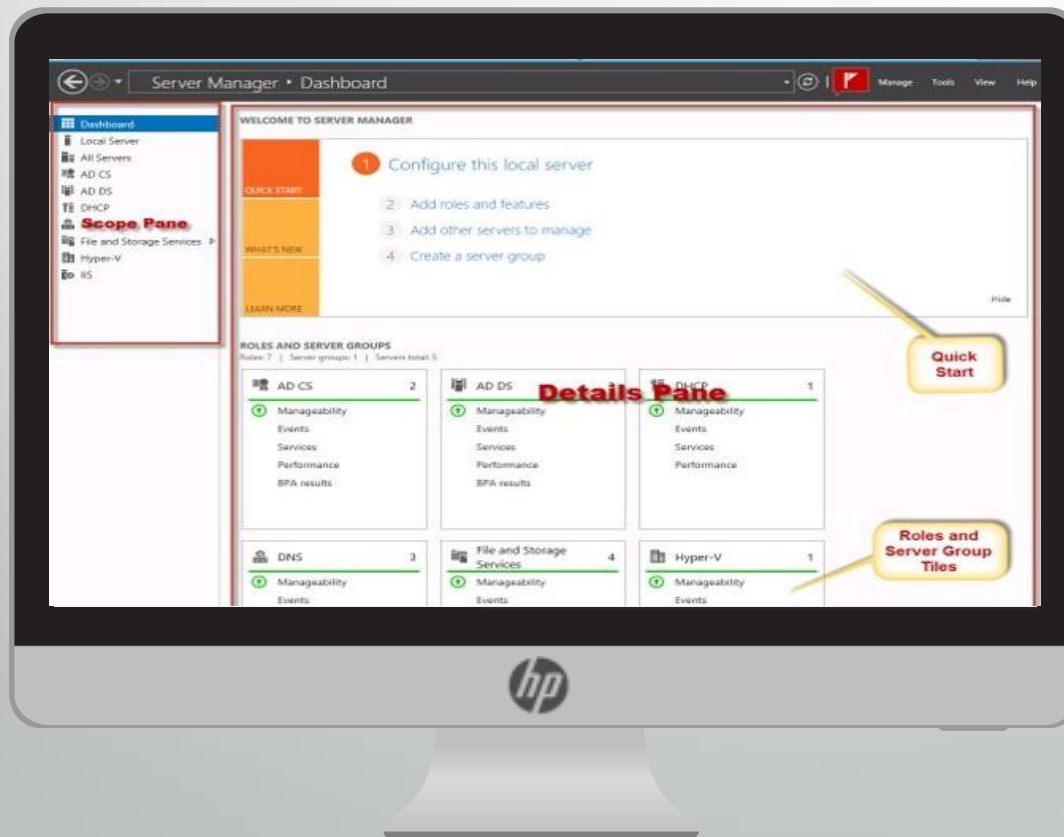 Server Manager • Dashboard
Manage Tools View Help
Dashboard
Local Server
All Servers
AD CS
AD DS
DHCP
Scope Pane
File and Storage Services
Hyper-V
IIS
WELCOME TO SERVER MANAGER
QUICK START
WHAT'S NEW
LEARN MORE
1 Configure this local server
2 Add roles and features
3 Add other servers to manage
4 Create a server group
Hide
Quick
Start
ROLES AND SERVER GROUPS
Roles: 7 | Server groups: 1 | Servers total: 5
Details Pane
AD CS 2
Manageability
Events
Services
Performance
BPA results
AD DS
Manageability
Events
Services
Performance
BPA results
DHCP 1
Manageability
Events
Services
Performance
Roles and
Server Group
Tiles
DNS 3
Manageability
Events
File and Storage
Services 4
Manageability
Events
Hyper-V 1
Manageability
Events
hp